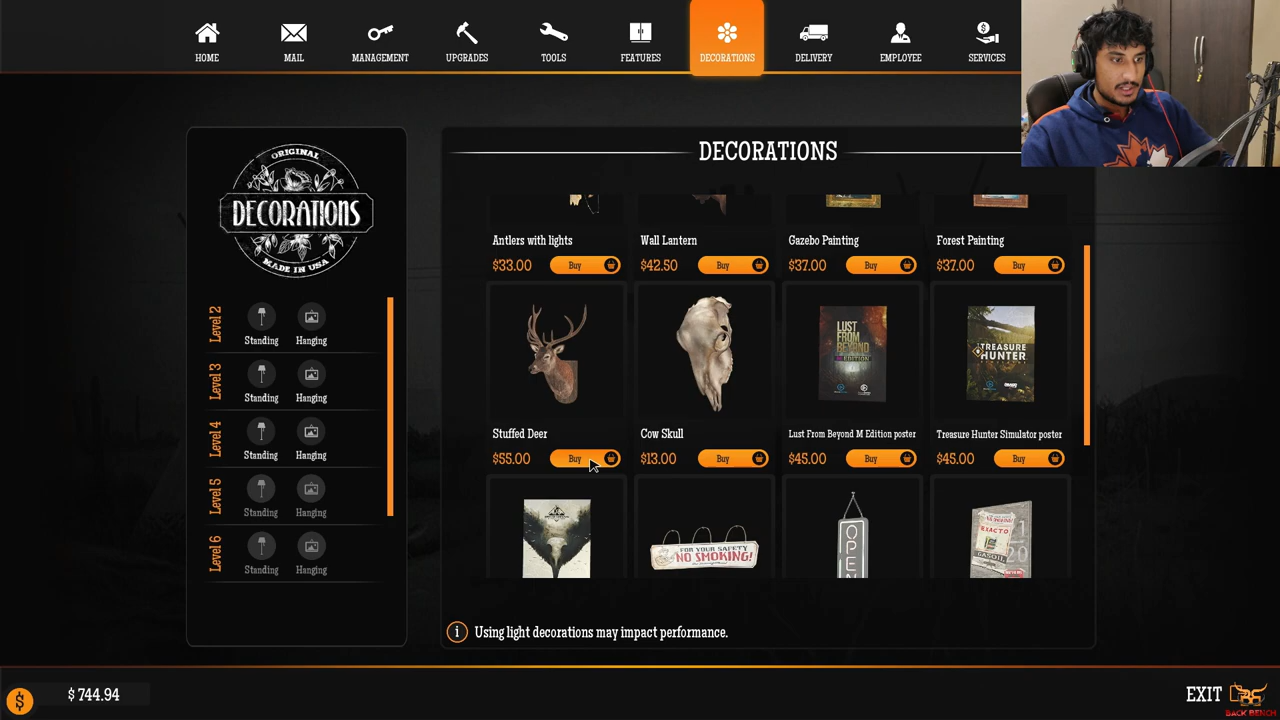 HOME
MAIL
MANAGEMENT
UPGRADES
TOOLS
FEATURES
DECORATIONS
DELIVERY
EMPLOYEE
SERVICES
ORIGINAL
DECORATIONS
MADE IN USA
Level 2
Standing
Hanging
Level 3
Standing
Hanging
Level 4
Standing
Hanging
Level 5
Standing
Hanging
Level 6
Standing
Hanging
DECORATIONS
Antlers with lights
$33.00
Buy
Wall Lantern
$42.50
Buy
Gazebo Painting
$37.00
Buy
Forest Painting
$37.00
Buy
Stuffed Deer
$55.00
Buy
Cow Skull
$13.00
Buy
LUST
FROM
BEYOND
M EDITION
Lust From Beyond M Edition poster
$45.00
Buy
TREASURE
HUNTER
Treasure Hunter Simulator poster
$45.00
Buy
FOR YOUR SAFETY
NO SMOKING!
OPEN
EXACTO
GASOIL
Using light decorations may impact performance.
$ 744.94
EXIT
BACK BENCH